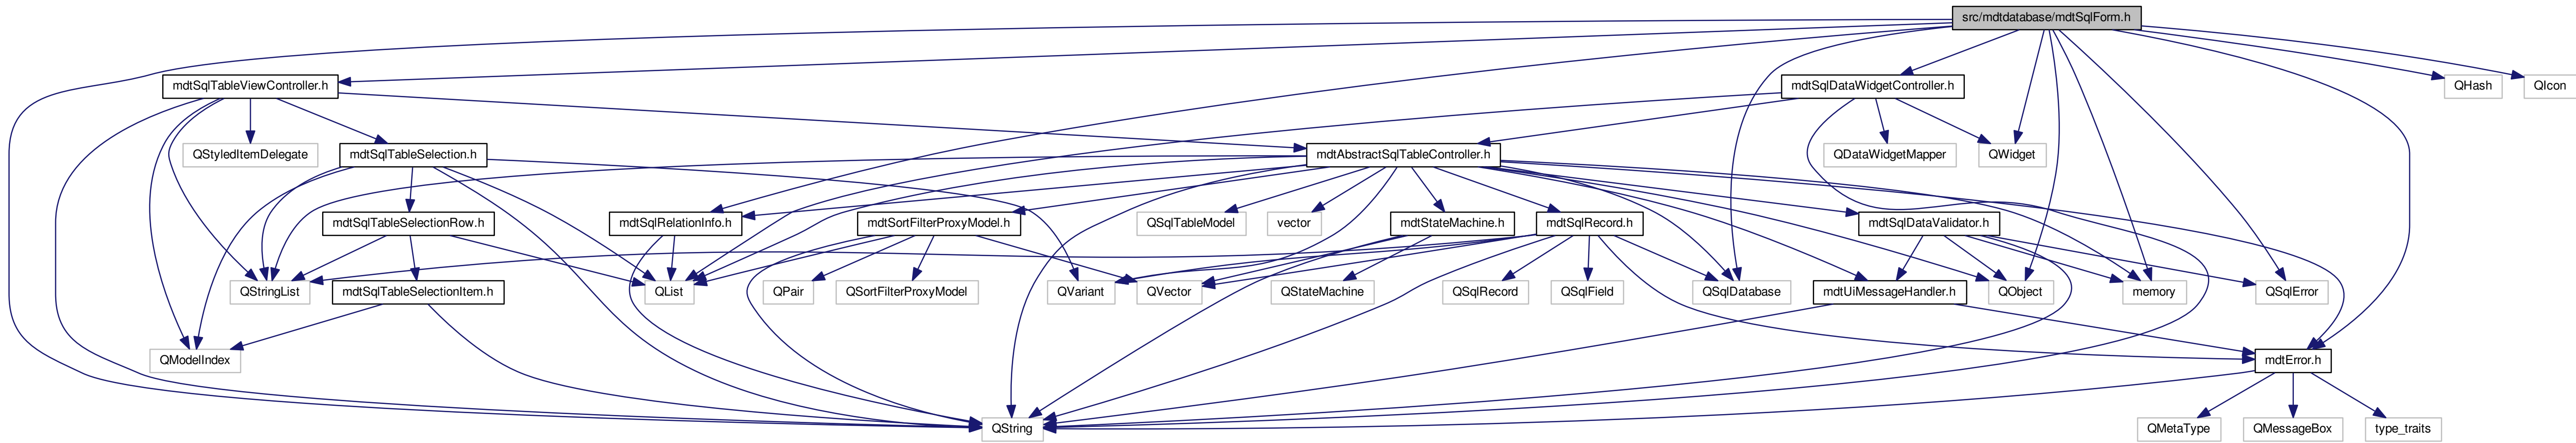 src/mdtdatabase/mdtSqlForm.h
mdtSqlTableViewController.h
mdtSqlDataWidgetController.h
QHash
QIcon
QStyledItemDelegate
mdtSqlTableSelection.h
mdtAbstractSqlTableController.h
QDataWidgetMapper
QWidget
mdtSqlTableSelectionRow.h
mdtSqlRelationInfo.h
mdtSortFilterProxyModel.h
QSqlTableModel
vector
mdtStateMachine.h
mdtSqlRecord.h
mdtSqlDataValidator.h
QStringList
mdtSqlTableSelectionItem.h
QList
QPair
QSortFilterProxyModel
QVariant
QVector
QStateMachine
QSqlRecord
QSqlField
QSqlDatabase
mdtUiMessageHandler.h
QObject
memory
QSqlError
QModelIndex
mdtError.h
QString
QMetaType
QMessageBox
type_traits